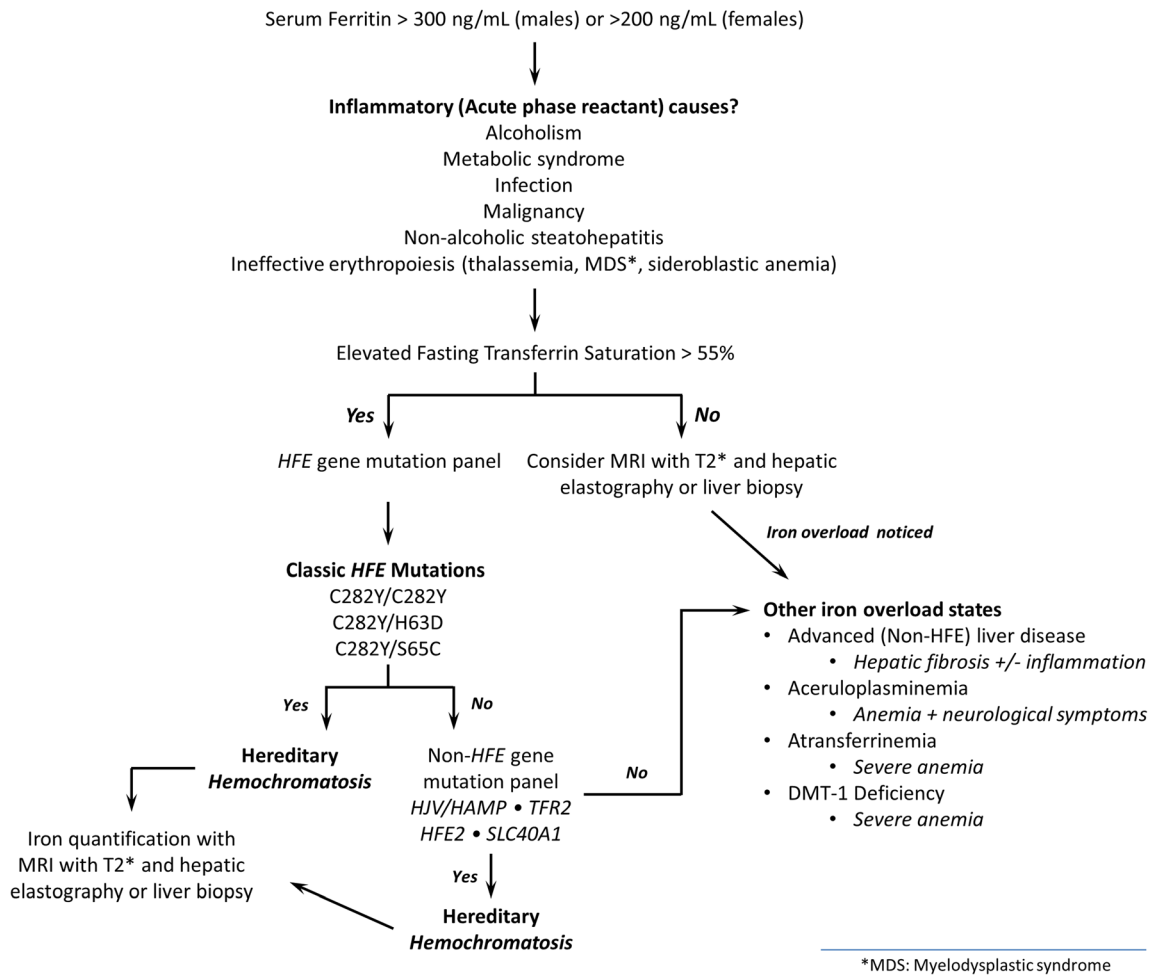 Serum Ferritin > 300 ng/mL (males) or >200 ng/mL (females)
Inflammatory (Acute phase reactant) causes?
Alcoholism
Metabolic syndrome
Infection
Malignancy
Non-alcoholic steatohepatitis
Ineffective erythropoiesis (thalassemia, MDS*, sideroblastic anemia)
Elevated Fasting Transferrin Saturation > 55%
Yes
No
HFE gene mutation panel
Consider MRI with T2* and hepatic
elastography or liver biopsy
Iron overload noticed
Classic HFE Mutations
C282Y/C282Y
C282Y/H63D
C282Y/S65C
Yes
No
Hereditary
Hemochromatosis
Non-HFE gene
mutation panel
HJV/HAMP • TFR2
HFE2 • SLC40A1
No
Other iron overload states
• Advanced (Non-HFE) liver disease
• Hepatic fibrosis +/- inflammation
• Aceruloplasminemia
• Anemia + neurological symptoms
• Atransferrinemia
• Severe anemia
• DMT-1 Deficiency
• Severe anemia
Iron quantification with
MRI with T2* and hepatic
elastography or liver biopsy
Yes
Hereditary
Hemochromatosis
*MDS: Myelodysplastic syndrome